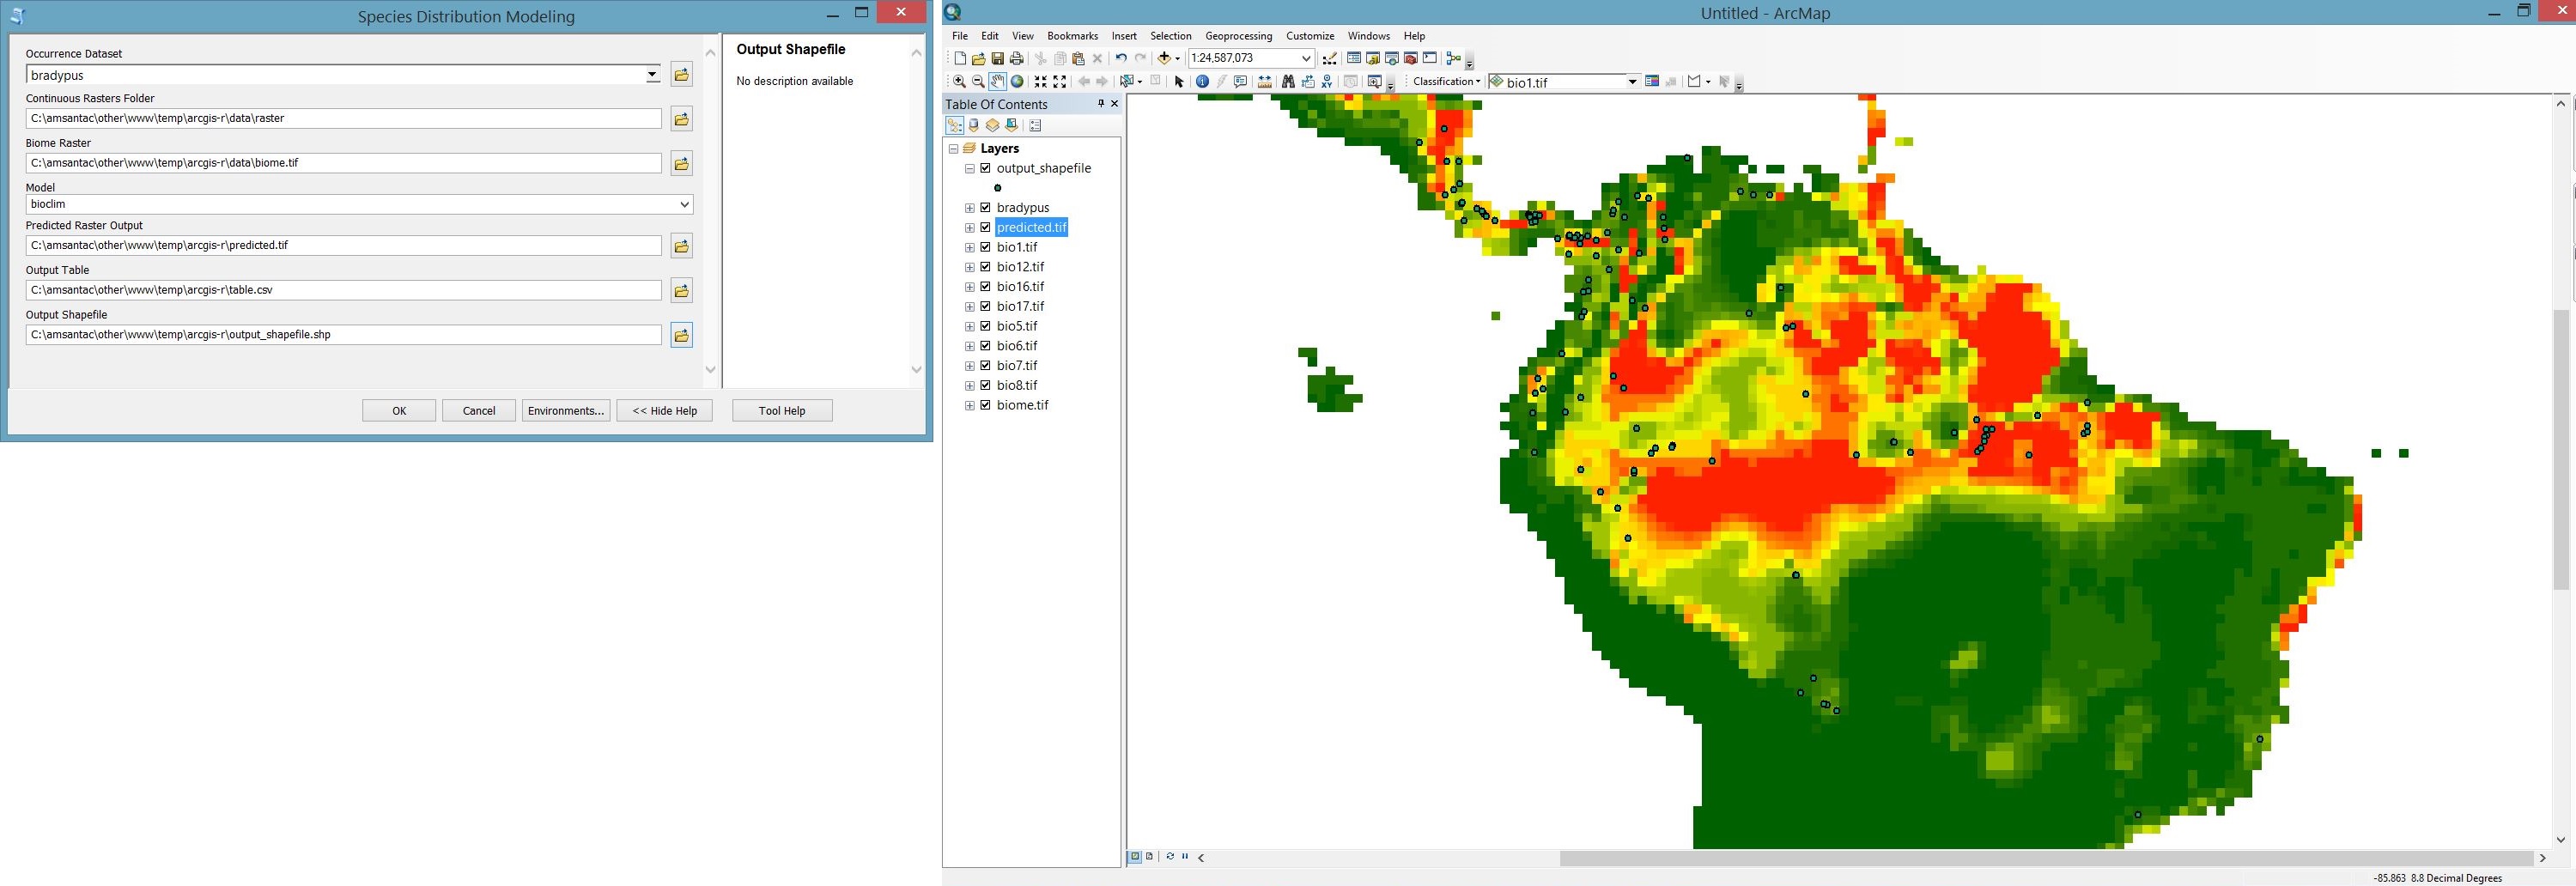 Species Distribution Modeling
Occurrence Dataset
bradypus
Continuous Rasters Folder
C:\amsantac\other\www\temp\arcgis-r\data\raster
Biome Raster
C:\amsantac\other\www\temp\arcgis-r\data\biome.tif
Model
bioclim
Predicted Raster Output
C:\amsantac\other\www\temp\arcgis-r\predicted.tif
Output Table
C:\amsantac\other\www\temp\arcgis-r\table.csv
Output Shapefile
C:\amsantac\other\www\temp\arcgis-r\output_shapefile.shp
OK Cancel Environments... << Hide Help Tool Help
Output Shapefile
No description available
Untitled - ArcMap
File Edit View Bookmarks Insert Selection Geoprocessing Customize Windows Help
1:24,587,073
Classification bio1.tif
Table Of Contents
Layers
output_shapefile
bradypus
predicted.tif
bio1.tif
bio12.tif
bio16.tif
bio17.tif
bio5.tif
bio6.tif
bio7.tif
bio8.tif
biome.tif
-85.863 8.8 Decimal Degrees